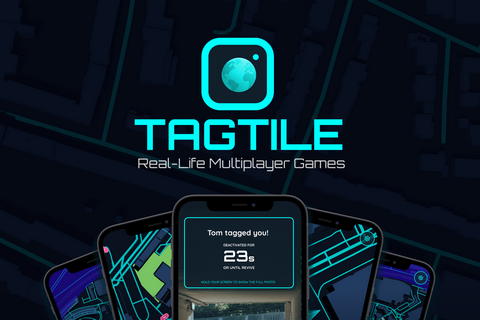 TAGTILE
Real-Life Multiplayer Games
Tom tagged you!
DEACTIVATED FOR
23s
OR UNTIL REVIVE
HOLD YOUR SCREEN TO SHOW THE FULL PHOTO